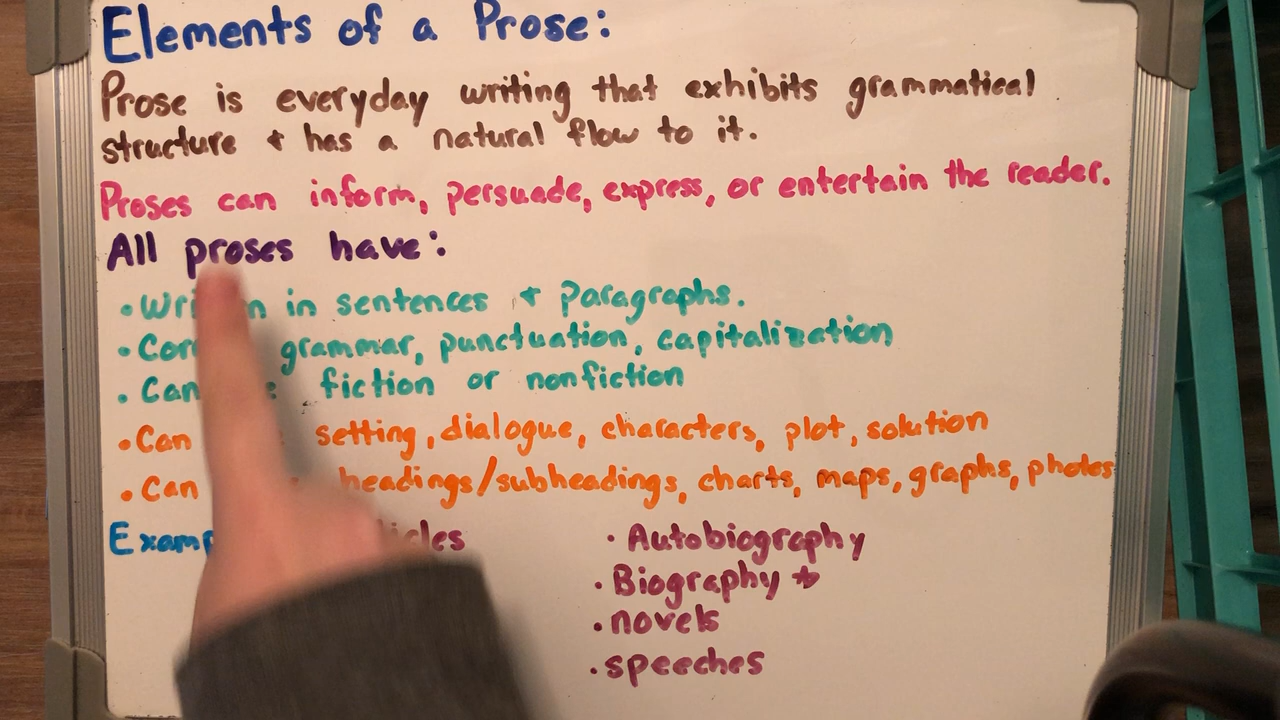 Elements of a Prose:
Prose is everyday writing that exhibits grammatical
structure + has a natural flow to it.
Proses can inform, persuade, express, or entertain the reader.
All proses have:
• in sentences + paragraphs.
• grammar, punctuation, capitalization
• Can fiction or nonfiction
• Can setting, dialogue, characters, plot, solution
• Can headings/subheadings, charts, maps, graphs, photos
• Autobiography
• Biography +
• novels
• speeches